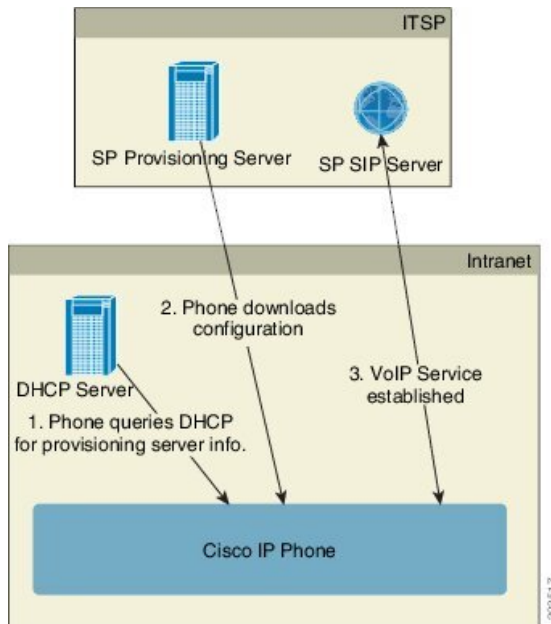 ITSP
SP Provisioning Server
SP SIP Server
Intranet
2. Phone downloads
configuration
DHCP Server
3. VoIP Service
established
1. Phone queries DHCP
for provisioning server info.
Cisco IP Phone